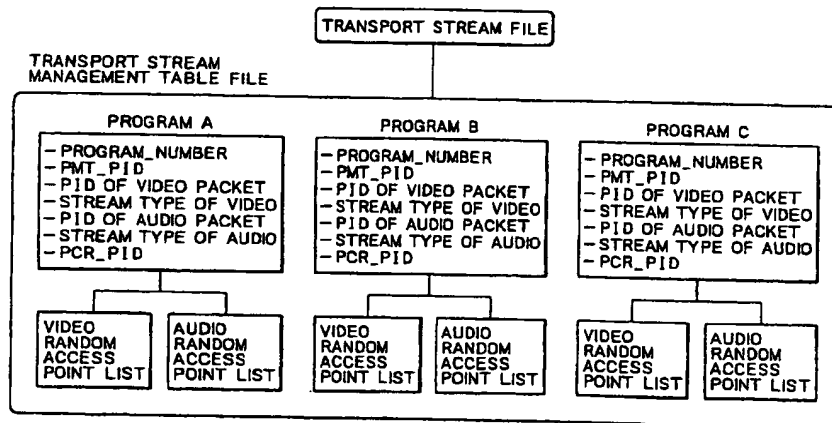 TRANSPORT STREAM FILE
TRANSPORT STREAM
MANAGEMENT TABLE FILE
PROGRAM A
- PROGRAM_NUMBER
- PMT_PID
- PID OF VIDEO PACKET
- STREAM TYPE OF VIDEO
- PID OF AUDIO PACKET
- STREAM TYPE OF AUDIO
- PCR_PID
VIDEO
RANDOM
ACCESS
POINT LIST
AUDIO
RANDOM
ACCESS
POINT LIST
PROGRAM B
- PROGRAM_NUMBER
- PMT_PID
- PID OF VIDEO PACKET
- STREAM TYPE OF VIDEO
- PID OF AUDIO PACKET
- STREAM TYPE OF AUDIO
- PCR_PID
VIDEO
RANDOM
ACCESS
POINT LIST
AUDIO
RANDOM
ACCESS
POINT LIST
PROGRAM C
- PROGRAM_NUMBER
- PMT_PID
- PID OF VIDEO PACKET
- STREAM TYPE OF VIDEO
- PID OF AUDIO PACKET
- STREAM TYPE OF AUDIO
- PCR_PID
VIDEO
RANDOM
ACCESS
POINT LIST
AUDIO
RANDOM
ACCESS
POINT LIST